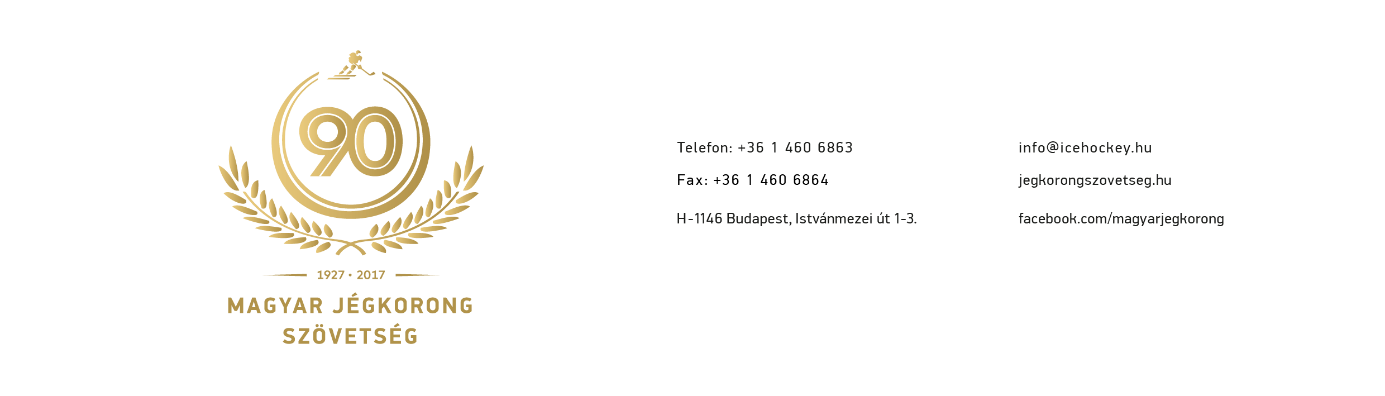 90
1927 • 2017
MAGYAR JÉGKORONG
SZÖVETSÉG
Telefon: +36 1 460 6863
Fax: +36 1 460 6864
H-1146 Budapest, Istvánmezei út 1-3.
info@icehockey.hu
jegkorongszovetseg.hu
facebook.com/magyarjegkorong